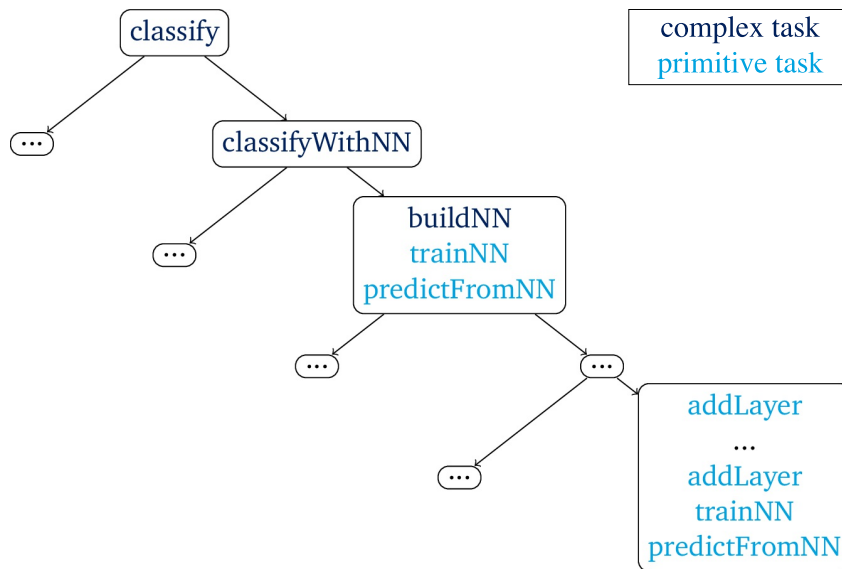 classify
complex task
primitive task
...
classifyWithNN
...
buildNN
trainNN
predictFromNN
...
...
addLayer
...
addLayer
trainNN
predictFromNN
...